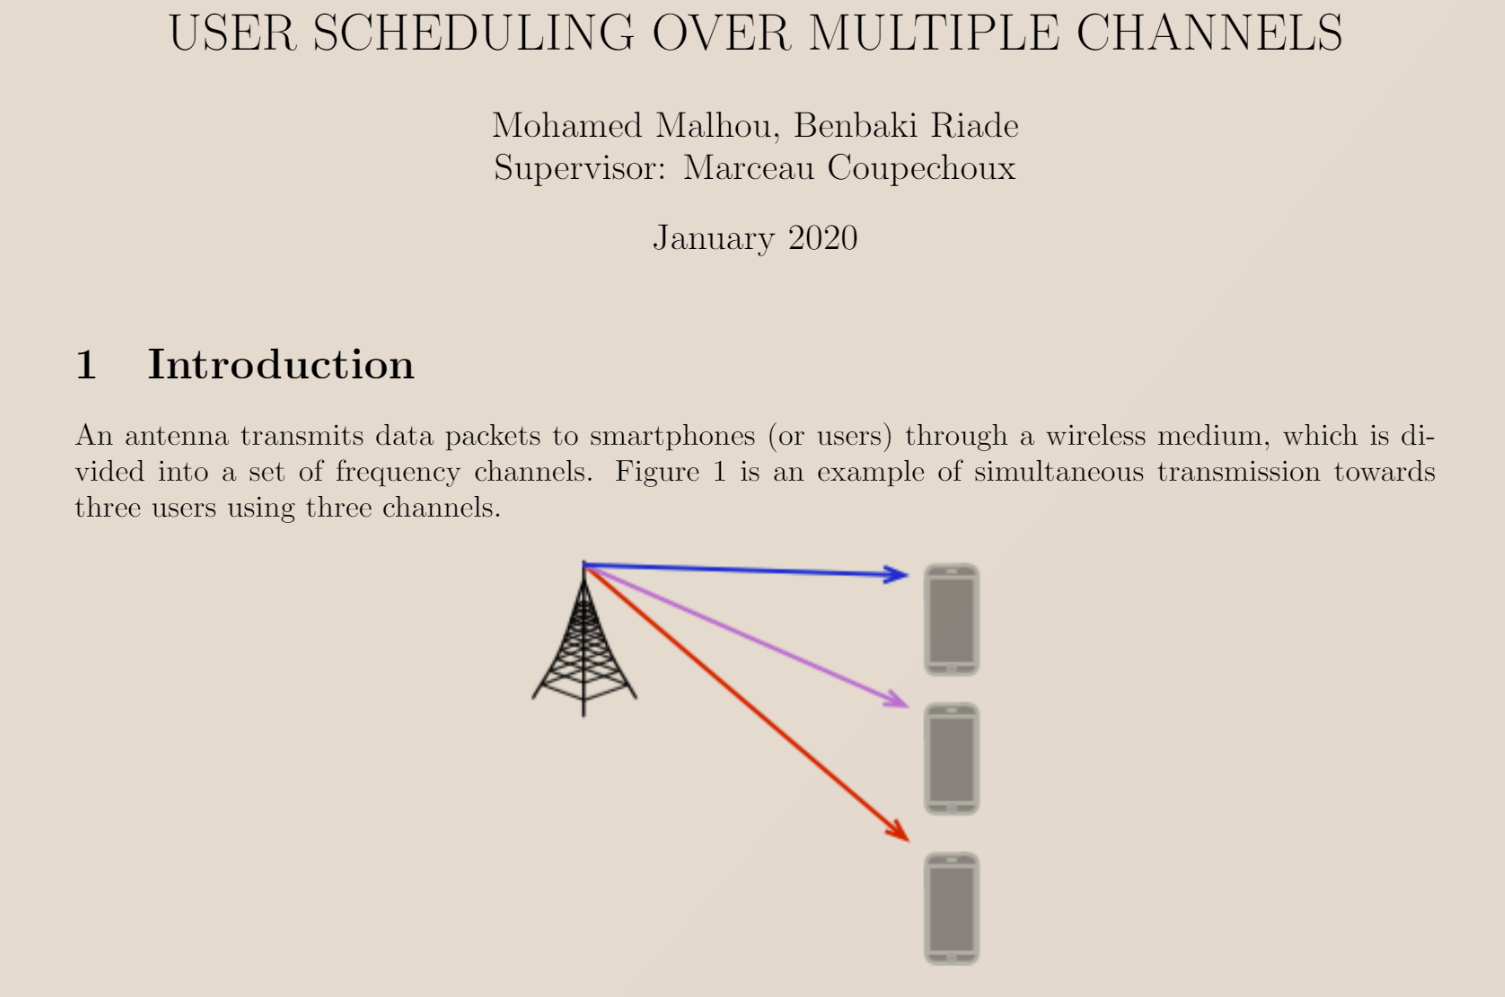 USER SCHEDULING OVER MULTIPLE CHANNELS
Mohamed Malhou, Benbaki Riade
Supervisor: Marceau Coupechoux
January 2020
1 Introduction
An antenna transmits data packets to smartphones (or users) through a wireless medium, which is di-
vided into a set of frequency channels. Figure 1 is an example of simultaneous transmission towards
three users using three channels.